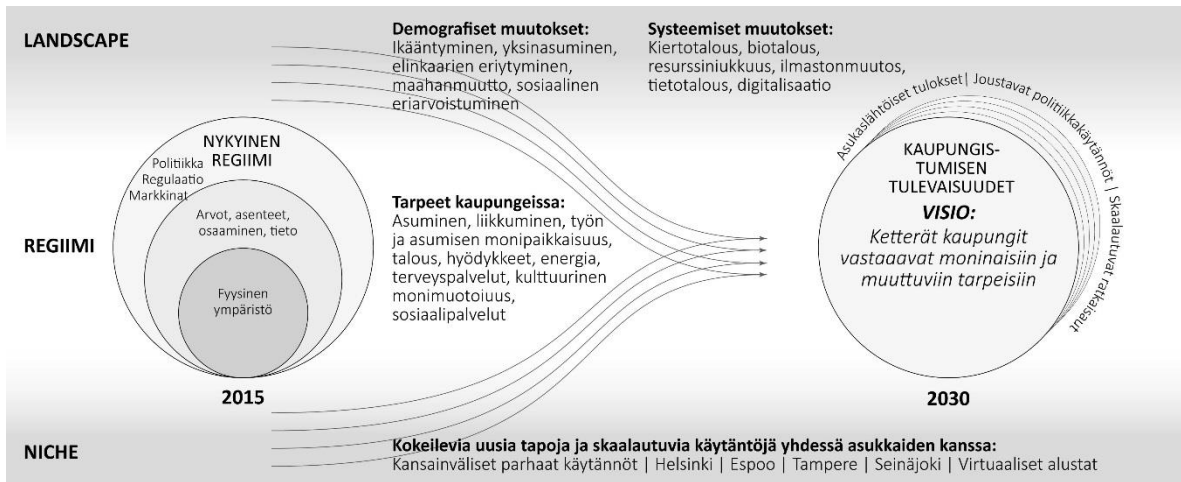 LANDSCAPE
Demografiset muutokset:
Ikääntyminen, yksinasuminen,
elinkaarien eriytyminen,
maahanmuutto, sosiaalinen
eriarvoistuminen
Systeemiset muutokset:
Kiertotalous, biotalous,
resurssiniukkuus, ilmastonmuutos,
tietotalous, digitalisaatio
REGIIMI
NYKYINEN
REGIIMI
Politiikka
Regulaatio
Markkinat
Arvot, asenteet,
osaaminen, tieto
Fyysinen
ympäristö
2015
Tarpeet kaupungeissa:
Asuminen, liikkuminen, työn
ja asumisen monipaikkaisuus,
talous, hyödykkeet, energia,
terveyspalvelut, kulttuurinen
monimuotoiuus,
sosiaalipalvelut
Asukaslähtöiset tulokset | Joustavat politiikkakäytännöt | Skaalautuvat ratkaisaut
KAUPUNGIS-
TUMISEN
TULEVAISUUDET
VISIO:
Ketterät kaupungit
vastaaavat moninaisiin ja
muuttuviin tarpeisiin
2030
NICHE
Kokeilevia uusia tapoja ja skaalautuvia käytäntöjä yhdessä asukkaiden kanssa:
Kansainväliset parhaat käytännöt | Helsinki | Espoo | Tampere | Seinäjoki | Virtuaaliset alustat